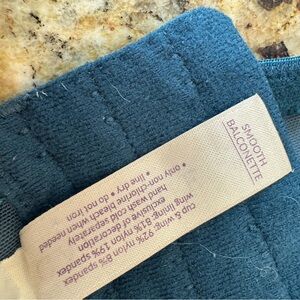 SMOOTH
BALCONETTE
cup & wing: 92% nylon 8% spandex
wing lining: 81% nylon 19% spandex
exclusive of decoration
• hand wash cold separately
• only non-chlorine bleach when needed
• line dry • do not iron